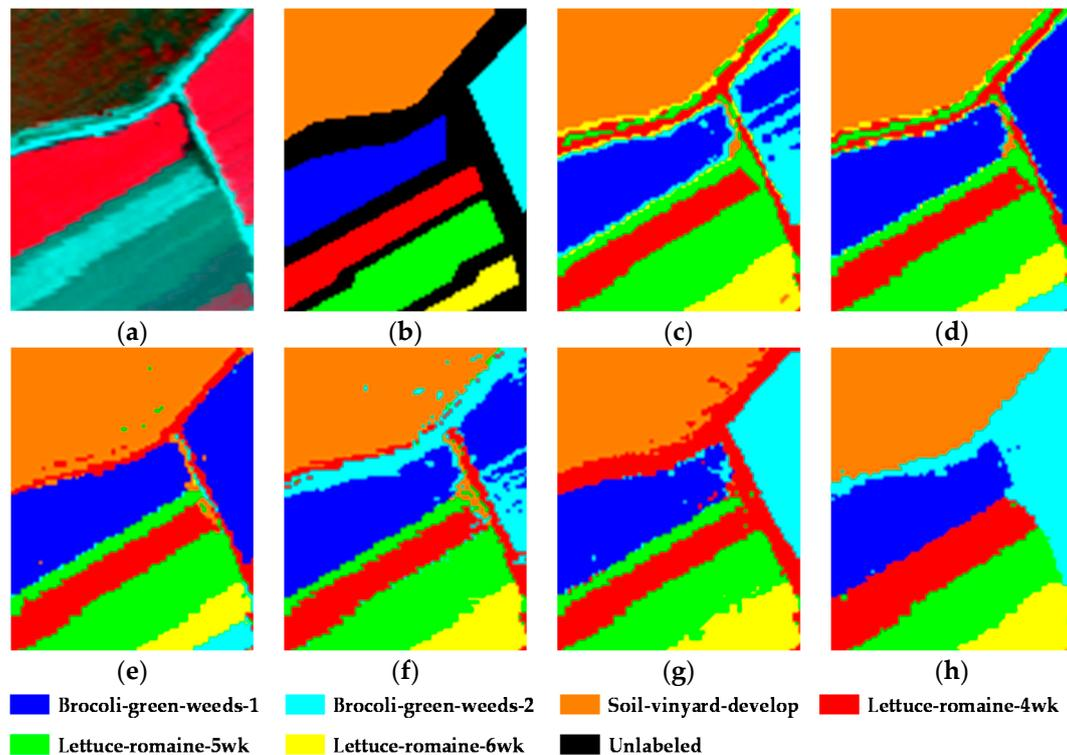 (a) (b) (c) (d)
(e) (f) (g) (h)
Brocoli-green-weeds-1 Brocoli-green-weeds-2 Soil-vinyard-develop Lettuce-romaine-4wk
Lettuce-romaine-5wk Lettuce-romaine-6wk Unlabeled